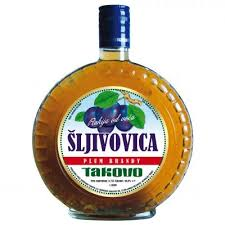 Rakija od voća
ŠLJIVOVICA
PLUM BRANDY
Takovo